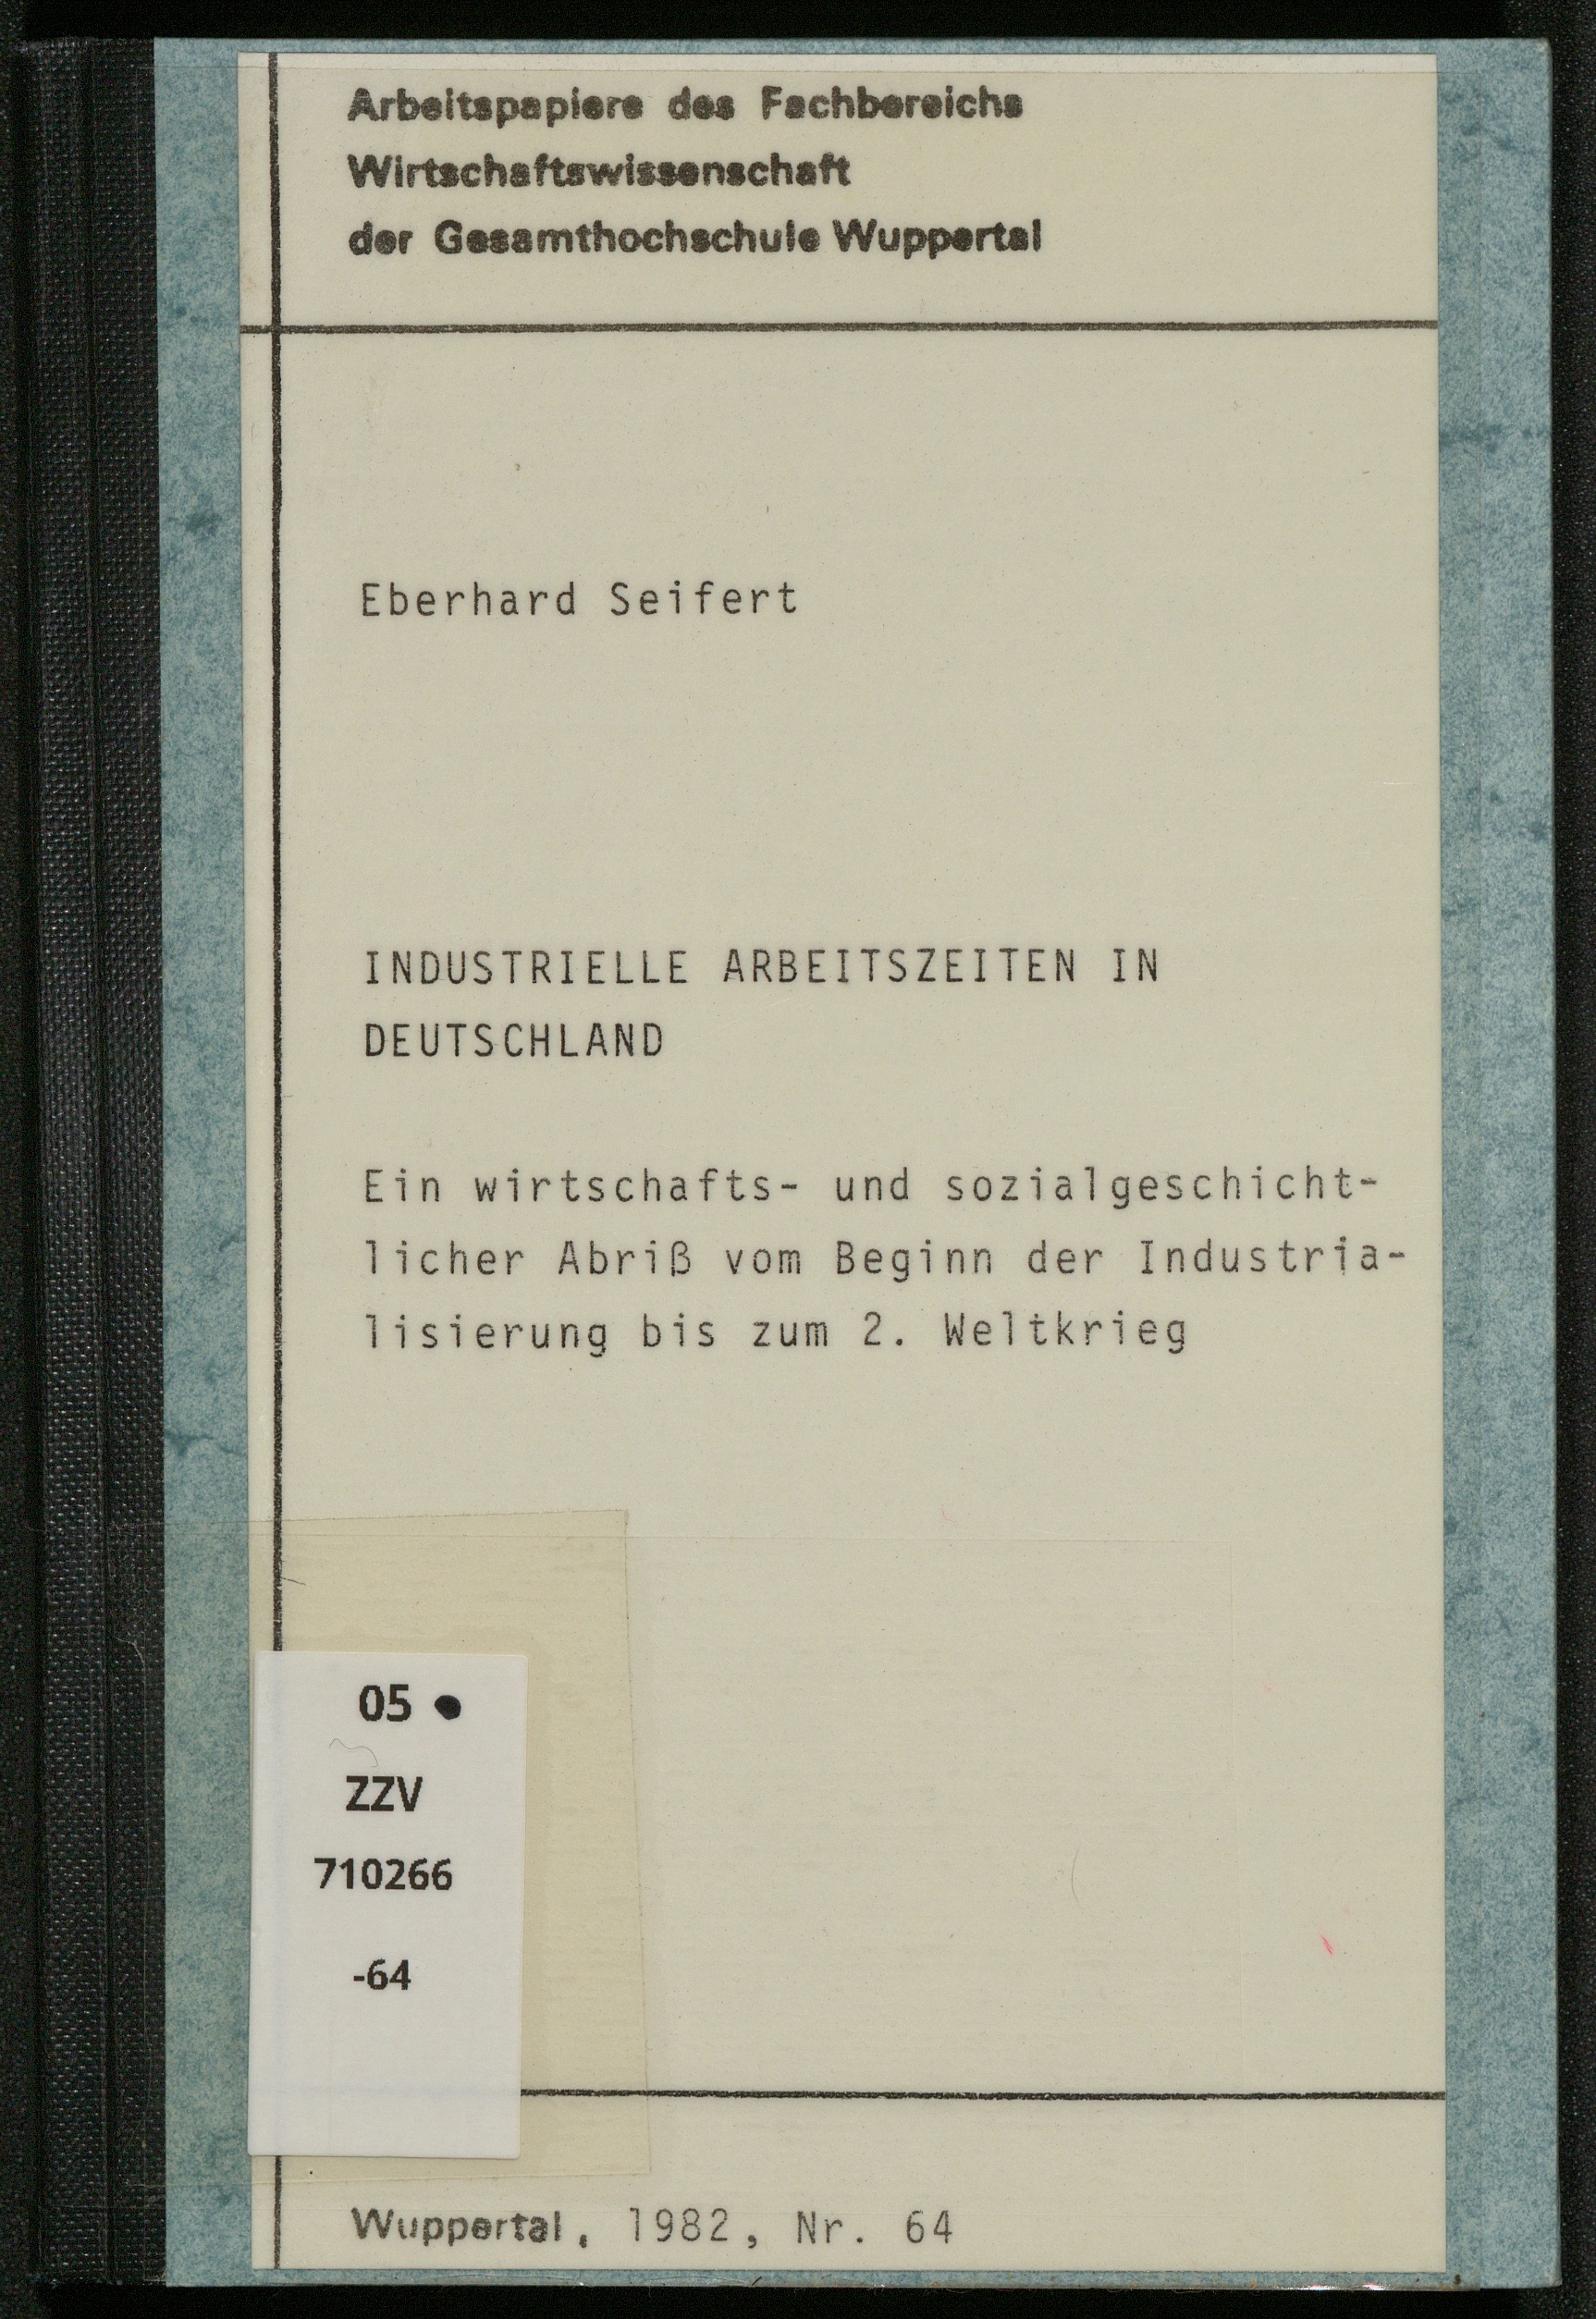 Arbeitspapiere des Fachbereichs
Wirtschaftswissenschaft
der Gesamthochschule Wuppertal
Eberhard Seifert
INDUSTRIELLE ARBEITSZEITEN IN
DEUTSCHLAND
Ein wirtschafts- und sozialgeschicht-
licher Abriß vom Beginn der Industria-
lisierung bis zum 2. Weltkrieg
05 ●
ZZV
710266
-64
Wuppertal, 1982, Nr. 64